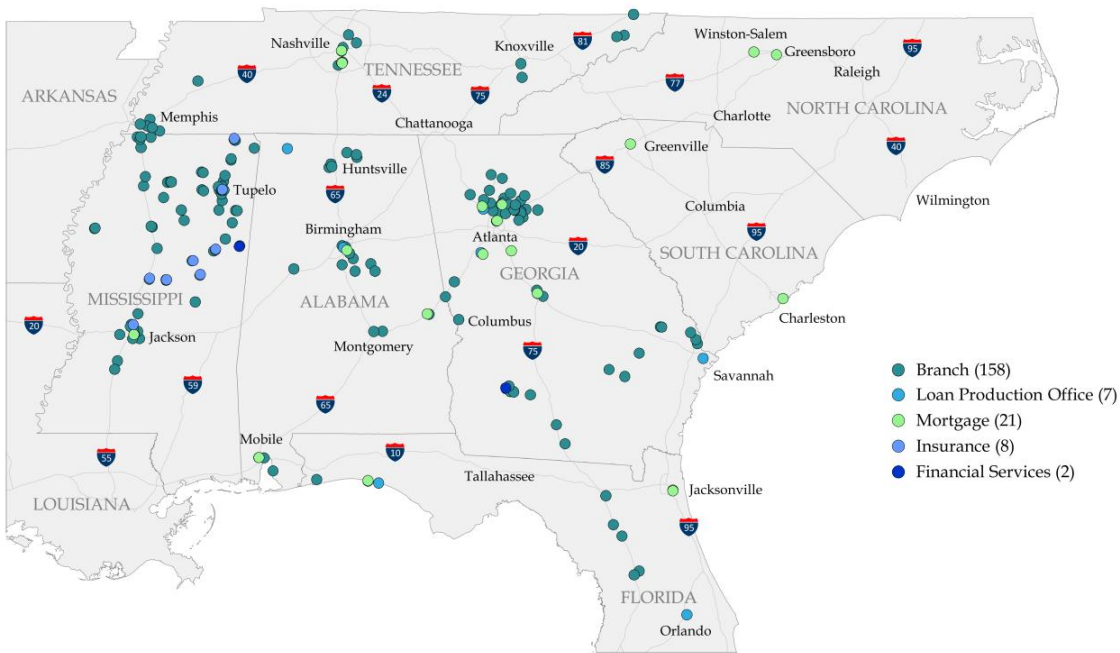 81
Winston-Salem
Nashville
Knoxville
Greensboro
95
40
TENNESSEE
Raleigh
77
ARKANSAS
24
75
NORTH CAROLINA
Memphis
Chattanooga
Charlotte
Greenville
40
85
Huntsville
Tupelo
65
Wilmington
Columbia
Birmingham
95
Atlanta
20
SOUTH CAROLINA
GEORGIA
MISSISSIPPI
ALABAMA
20
Columbus
Charleston
Jackson
Montgomery
75
Savannah
Branch (158)
59
Loan Production Office (7)
65
Mortgage (21)
Mobile
Insurance (8)
55
10
Financial Services (2)
Tallahassee
Jacksonville
LOUISIANA
95
FLORIDA
Orlando